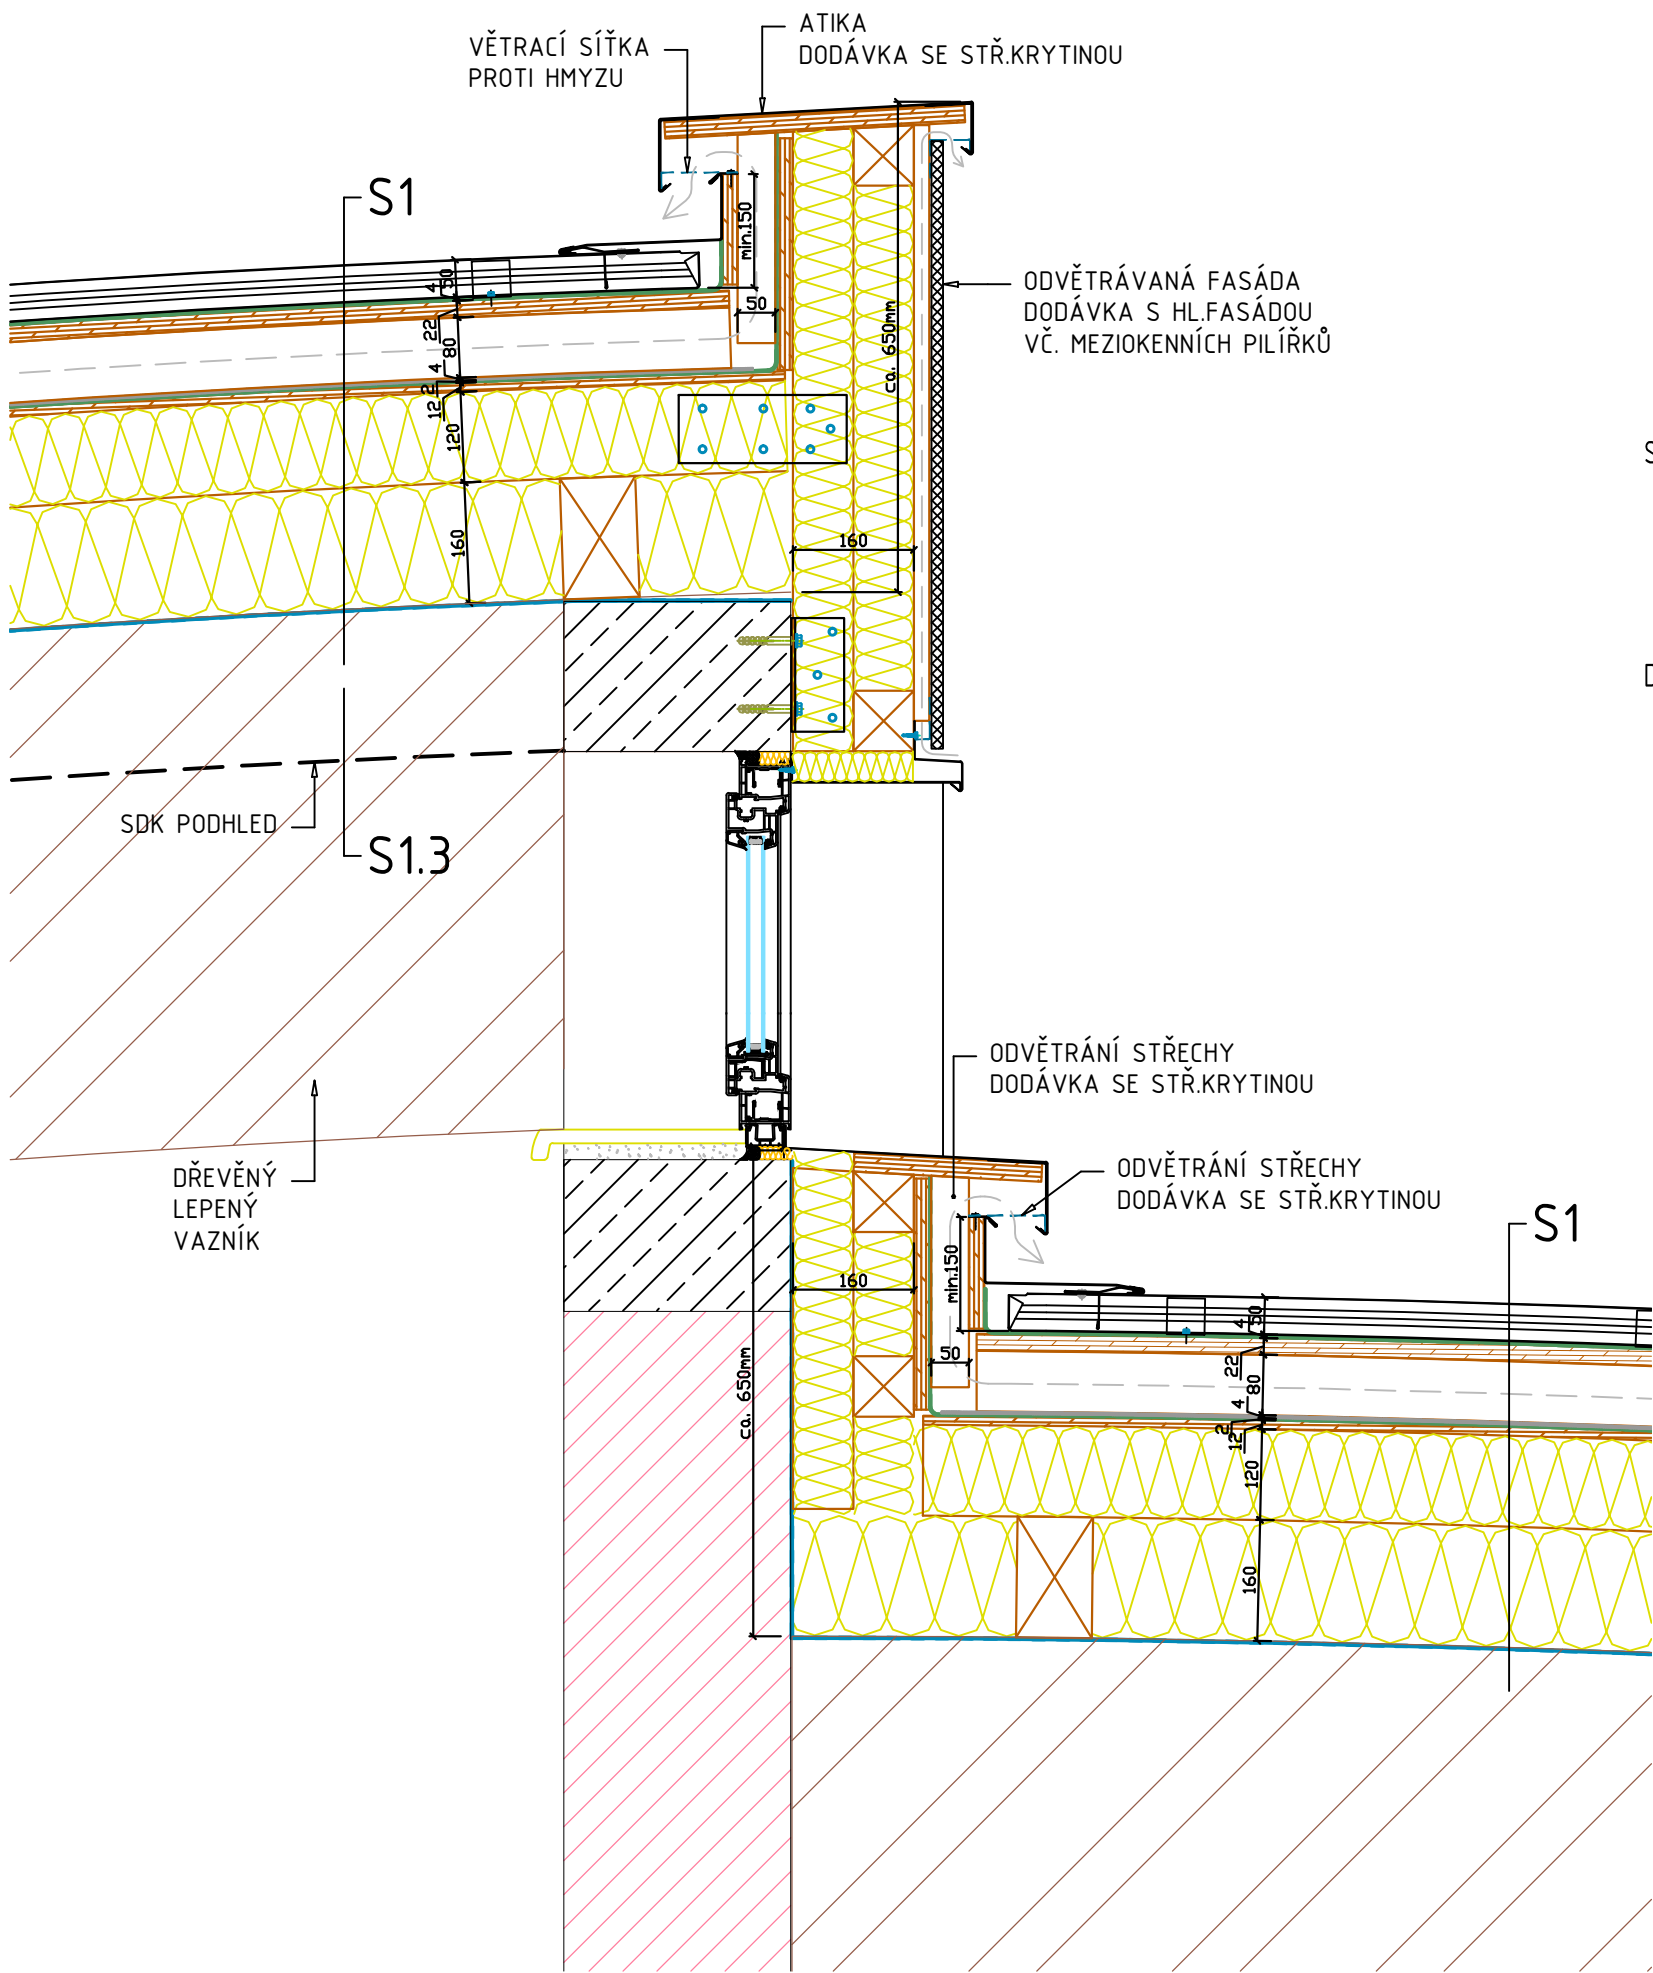 ATIKA
DODÁVKA SE STŘ.KRYTINOU
VĚTRACÍ SÍŤKA
PROTI HMYZU
S1
min.150
50
4
50
22
80
4
2
12
120
160
ca. 650mm
160
ODVĚTRÁVANÁ FASÁDA
DODÁVKA S HL.FASÁDOU
VČ. MEZIOKENNÍCH PILÍŘKŮ
S
D
SDK PODHLED
S1.3
ODVĚTRÁNÍ STŘECHY
DODÁVKA SE STŘ.KRYTINOU
ODVĚTRÁNÍ STŘECHY
DODÁVKA SE STŘ.KRYTINOU
DŘEVĚNÝ
LEPENÝ
VAZNÍK
S1
160
min.150
50
ca. 650mm
4
50
22
80
4
2
12
120
160